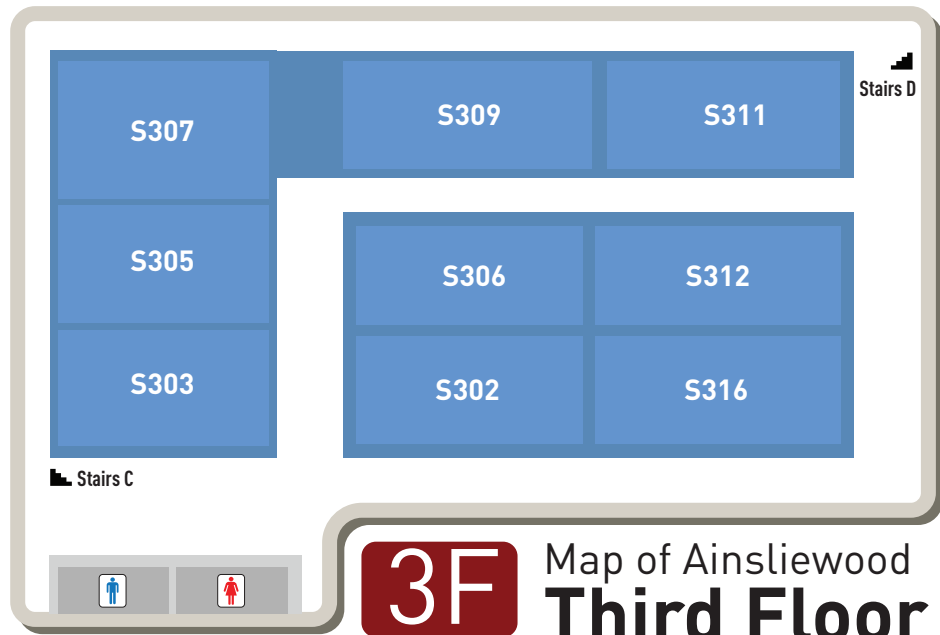 S307
S309
S311
Stairs D
S305
S306
S312
S303
S302
S316
Stairs C
3F
Map of Ainsliewood
Third Floor